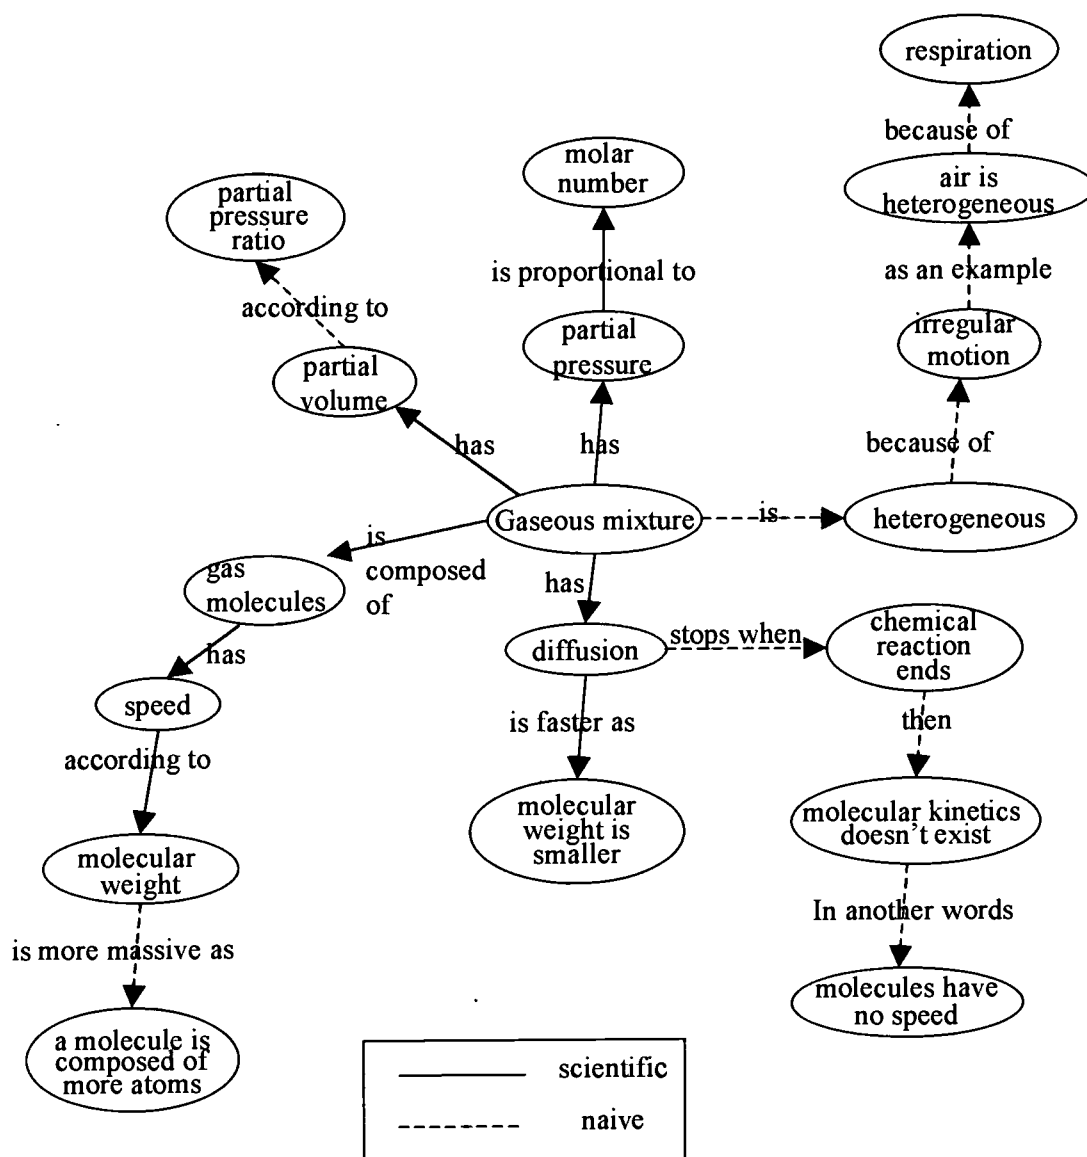 respiration
because of
air is
heterogeneous
as an example
irregular
motion
because of
heterogeneous
is
molar
number
is proportional to
partial
pressure
has
partial
pressure
ratio
according to
partial
volume
has
Gaseous mixture
is
composed
of
gas
molecules
has
speed
according to
molecular
weight
is more massive as
a molecule is
composed of
more atoms
has
diffusion
is faster as
molecular
weight is
smaller
stops when
chemical
reaction
ends
then
molecular kinetics
doesn't exist
In another words
molecules have
no speed
scientific
naive